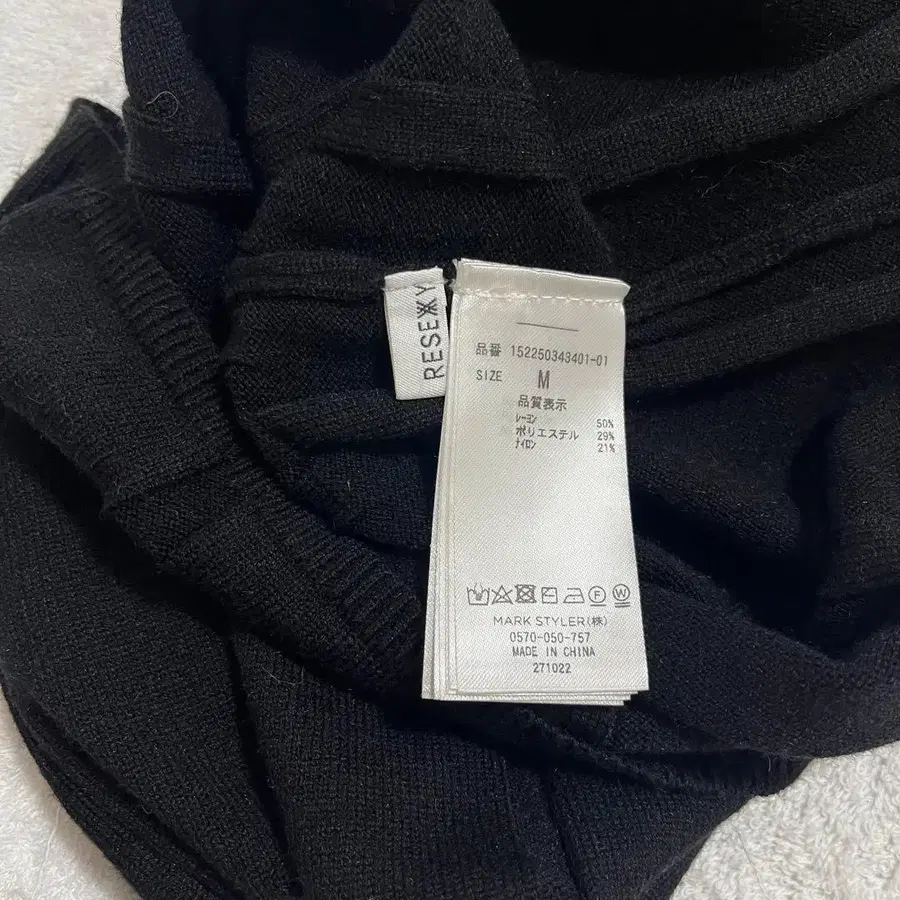 RESEXXY
品番 152250343401-01
SIZE M
品質表示
レーヨン 50%
ポリエステル 29%
ナイロン 21%
MARK STYLER(株)
0570-050-757
MADE IN CHINA
271022